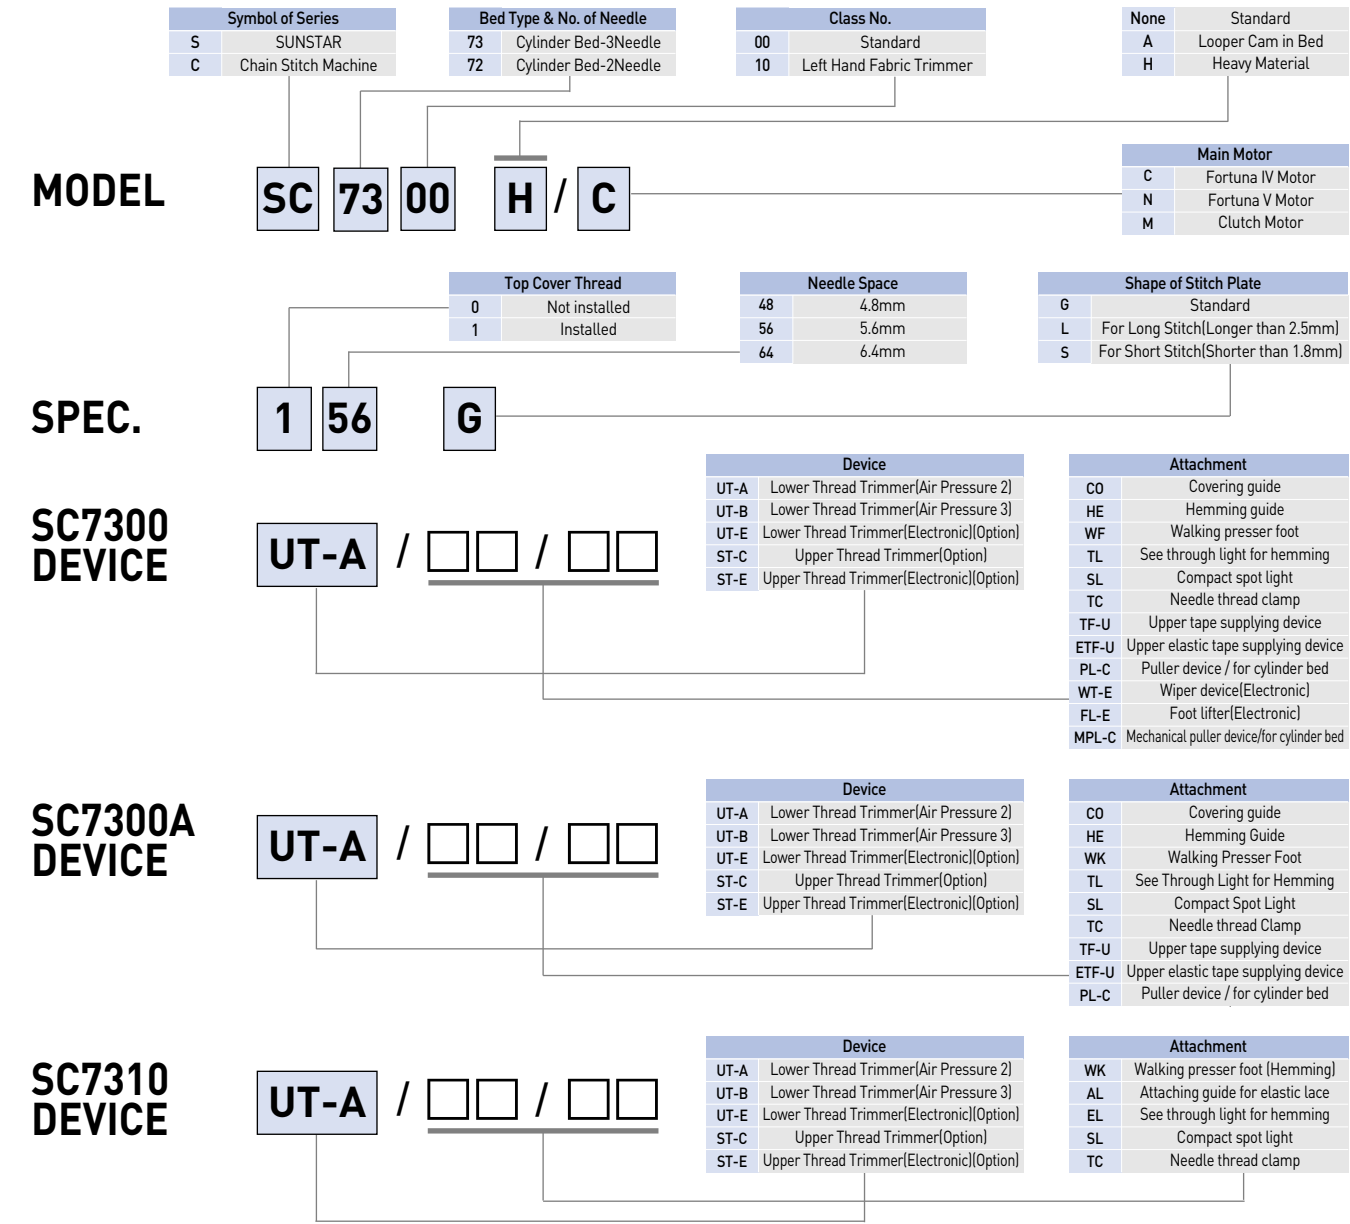 Symbol of Series
S SUNSTAR
C Chain Stitch Machine
Bed Type & No. of Needle
73 Cylinder Bed-3Needle
72 Cylinder Bed-2Needle
Class No.
00 Standard
10 Left Hand Fabric Trimmer
None Standard
A Looper Cam in Bed
H Heavy Material
MODEL SC 73 00 H / C
Main Motor
C Fortuna IV Motor
N Fortuna V Motor
M Clutch Motor
Top Cover Thread
0 Not installed
1 Installed
Needle Space
48 4.8mm
56 5.6mm
64 6.4mm
Shape of Stitch Plate
G Standard
L For Long Stitch(Longer than 2.5mm)
S For Short Stitch(Shorter than 1.8mm)
SPEC. 1 56 G
SC7300
DEVICE
UT-A / □□ / □□
Device
UT-A Lower Thread Trimmer(Air Pressure 2)
UT-B Lower Thread Trimmer(Air Pressure 3)
UT-E Lower Thread Trimmer(Electronic)(Option)
ST-C Upper Thread Trimmer(Option)
ST-E Upper Thread Trimmer(Electronic)(Option)
Attachment
CO Covering guide
HE Hemming guide
WF Walking presser foot
TL See through light for hemming
SL Compact spot light
TC Needle thread clamp
TF-U Upper tape supplying device
ETF-U Upper elastic tape supplying device
PL-C Puller device / for cylinder bed
WT-E Wiper device(Electronic)
FL-E Foot lifter(Electronic)
MPL-C Mechanical puller device/for cylinder bed
SC7300A
DEVICE
UT-A / □□ / □□
Device
UT-A Lower Thread Trimmer(Air Pressure 2)
UT-B Lower Thread Trimmer(Air Pressure 3)
UT-E Lower Thread Trimmer(Electronic)(Option)
ST-C Upper Thread Trimmer(Option)
ST-E Upper Thread Trimmer(Electronic)(Option)
Attachment
CO Covering guide
HE Hemming Guide
WK Walking Presser Foot
TL See Through Light for Hemming
SL Compact Spot Light
TC Needle thread Clamp
TF-U Upper tape supplying device
ETF-U Upper elastic tape supplying device
PL-C Puller device / for cylinder bed
SC7310
DEVICE
UT-A / □□ / □□
Device
UT-A Lower Thread Trimmer(Air Pressure 2)
UT-B Lower Thread Trimmer(Air Pressure 3)
UT-E Lower Thread Trimmer(Electronic)(Option)
ST-C Upper Thread Trimmer(Option)
ST-E Upper Thread Trimmer(Electronic)(Option)
Attachment
WK Walking presser foot (Hemming)
AL Attaching guide for elastic lace
EL See through light for hemming
SL Compact spot light
TC Needle thread clamp